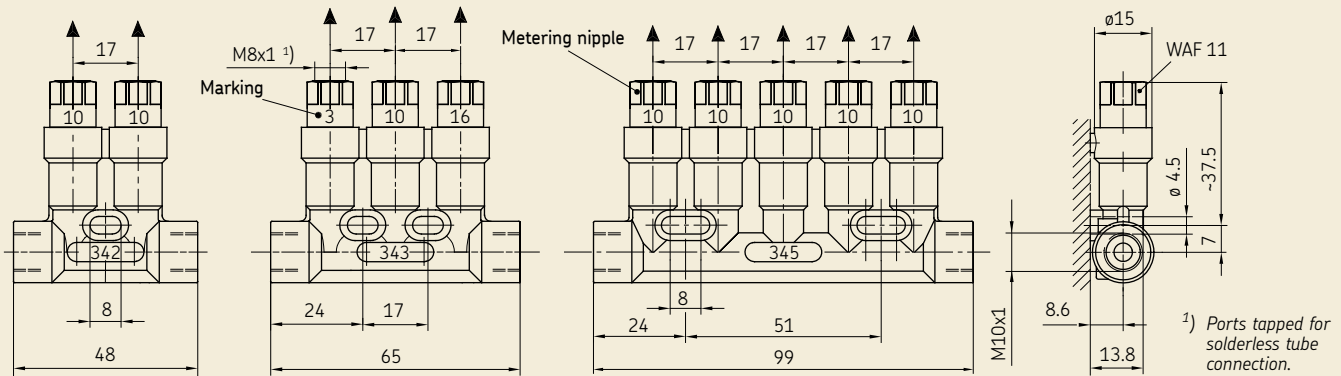 17
10 10
342
8
48
M8x1 ¹)
17 17
Marking
3 10 16
343
24 17
65
Metering nipple
17 17 17 17
10 10 10 10 10
345
8
24 51
99
ø15
WAF 11
ø 4.5
~37.5
7
M10x1
8.6
13.8
¹) Ports tapped for
solderless tube
connection.